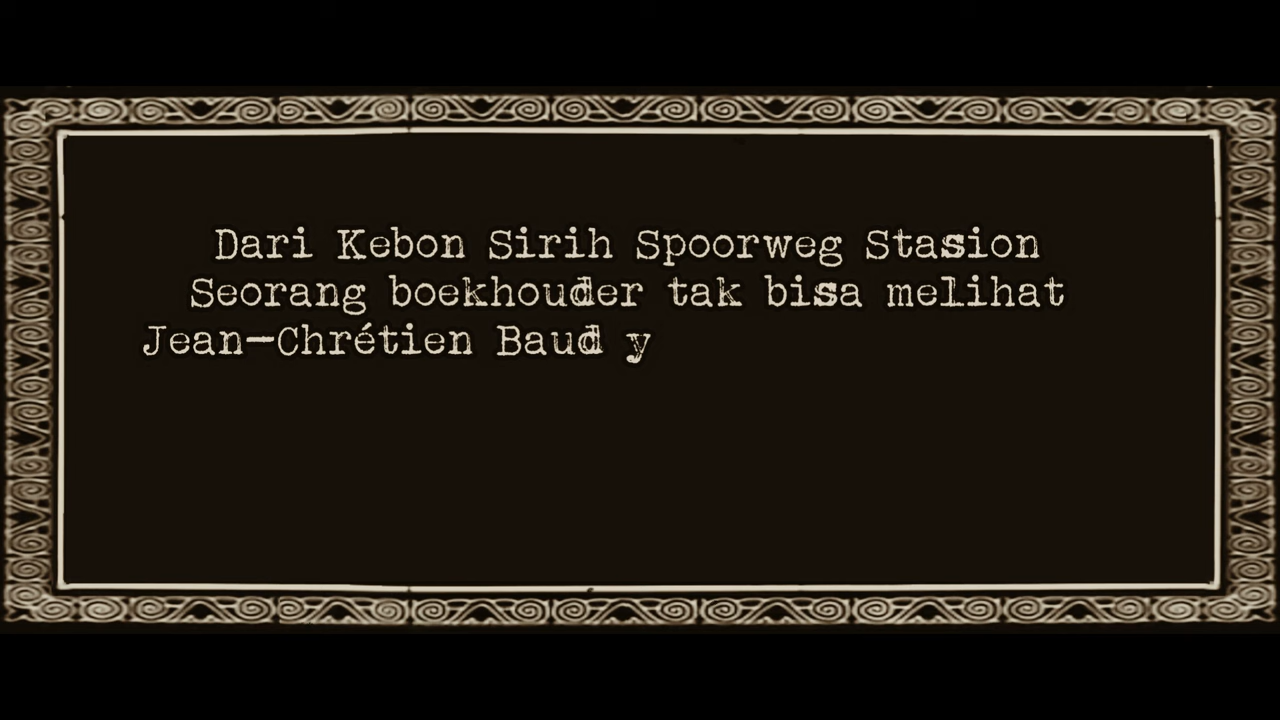 Dari Kebon Sirih Spoorweg Stasion
Seorang boekhouder tak bisa melihat
Jean—Chrétien Baud y